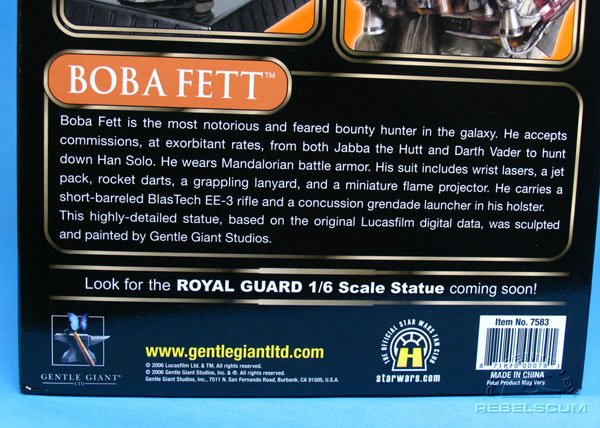 BOBA FETT™
Boba Fett is the most notorious and feared bounty hunter in the galaxy. He accepts
commissions, at exorbitant rates, from both Jabba the Hutt and Darth Vader to hunt
down Han Solo. He wears Mandalorian battle armor. His suit includes wrist lasers, a jet
pack, rocket darts, a grappling lanyard, and a miniature flame projector. He carries a
short-barreled BlasTech EE-3 rifle and a concussion grendade launcher in his holster.
This highly-detailed statue, based on the original Lucasfilm digital data, was sculpted
and painted by Gentle Giant Studios.
Look for the ROYAL GUARD 1/6 Scale Statue coming soon!
GENTLE GIANT
LTD
www.gentlegiantltd.com
© 2006 Lucasfilm Ltd. & ™. All rights reserved.
© 2006 Gentle Giant Studios, Inc. & ®. All rights reserved.
Gentle Giant Studios, Inc., 7511 N. San Fernando Road, Burbank, CA 91505, U.S.A.
THE OFFICIAL STAR WARS FAN CLUB
starwars.com
Item No. 7583
MADE IN CHINA
Final Product May Vary.
REBELSCUM